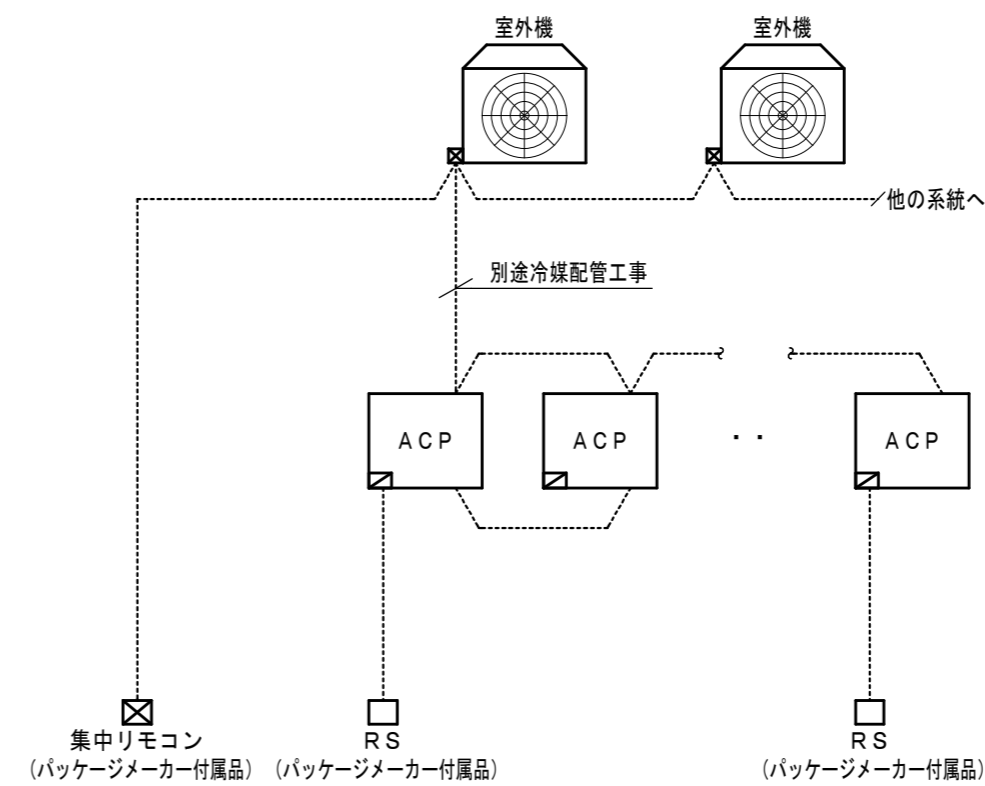 室外機
室外機
他の系統へ
別途冷媒配管工事
ＡＣＰ
ＡＣＰ
・・
ＡＣＰ
集中リモコン
（パッケージメーカー付属品）
ＲＳ
（パッケージメーカー付属品）
ＲＳ
（パッケージメーカー付属品）